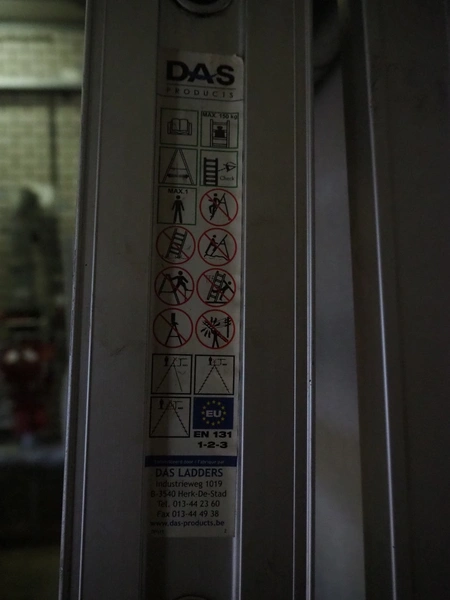 DAS
PRODUCTS
MAX. 150 kg
Check
MAX. 1
EU
EN 131
1-2-3
DAS LADDERS
Industrieweg 1019
B-3540 Herk-De-Stad
Tel. 013-44 23 60
Fax 013-44 49 38
www.das-products.be